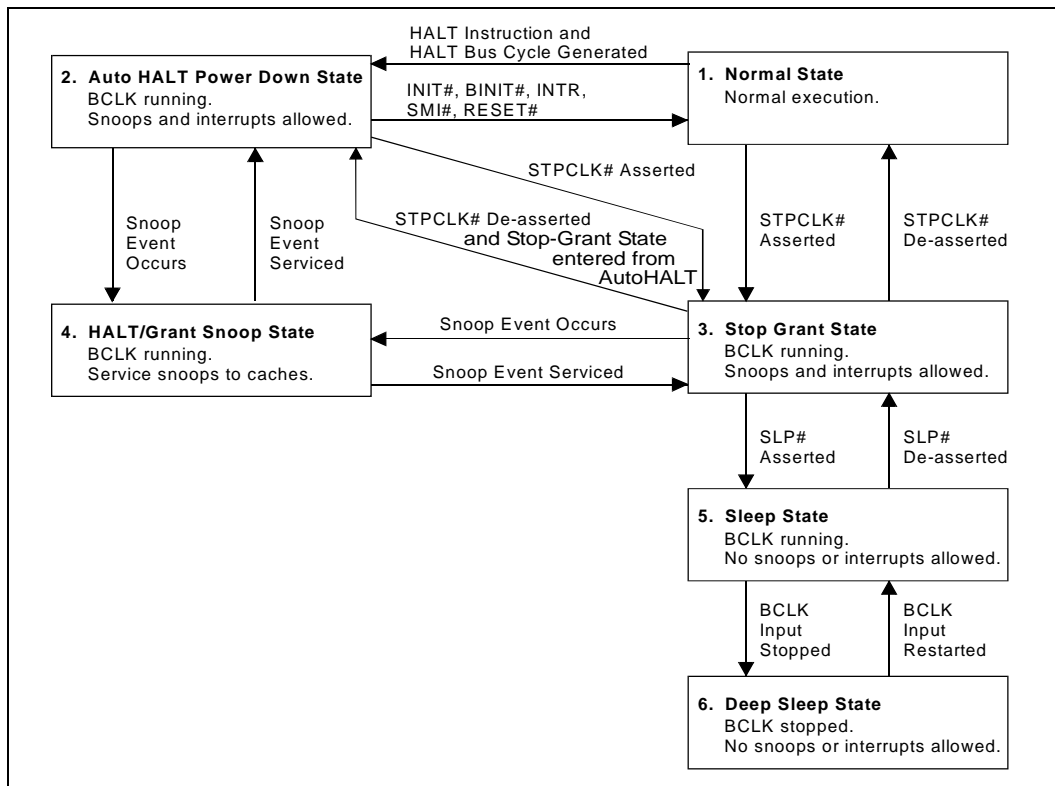 HALT Instruction and
HALT Bus Cycle Generated
2. Auto HALT Power Down State
BCLK running.
Snoops and interrupts allowed.
1. Normal State
Normal execution.
INIT#, BINIT#, INTR,
SMI#, RESET#
STPCLK# Asserted
STPCLK# De-asserted
and Stop-Grant State
entered from
AutoHALT
Snoop
Event
Occurs
Snoop
Event
Serviced
STPCLK#
Asserted
STPCLK#
De-asserted
4. HALT/Grant Snoop State
BCLK running.
Service snoops to caches.
Snoop Event Occurs
Snoop Event Serviced
3. Stop Grant State
BCLK running.
Snoops and interrupts allowed.
SLP#
Asserted
SLP#
De-asserted
5. Sleep State
BCLK running.
No snoops or interrupts allowed.
BCLK
Input
Stopped
BCLK
Input
Restarted
6. Deep Sleep State
BCLK stopped.
No snoops or interrupts allowed.